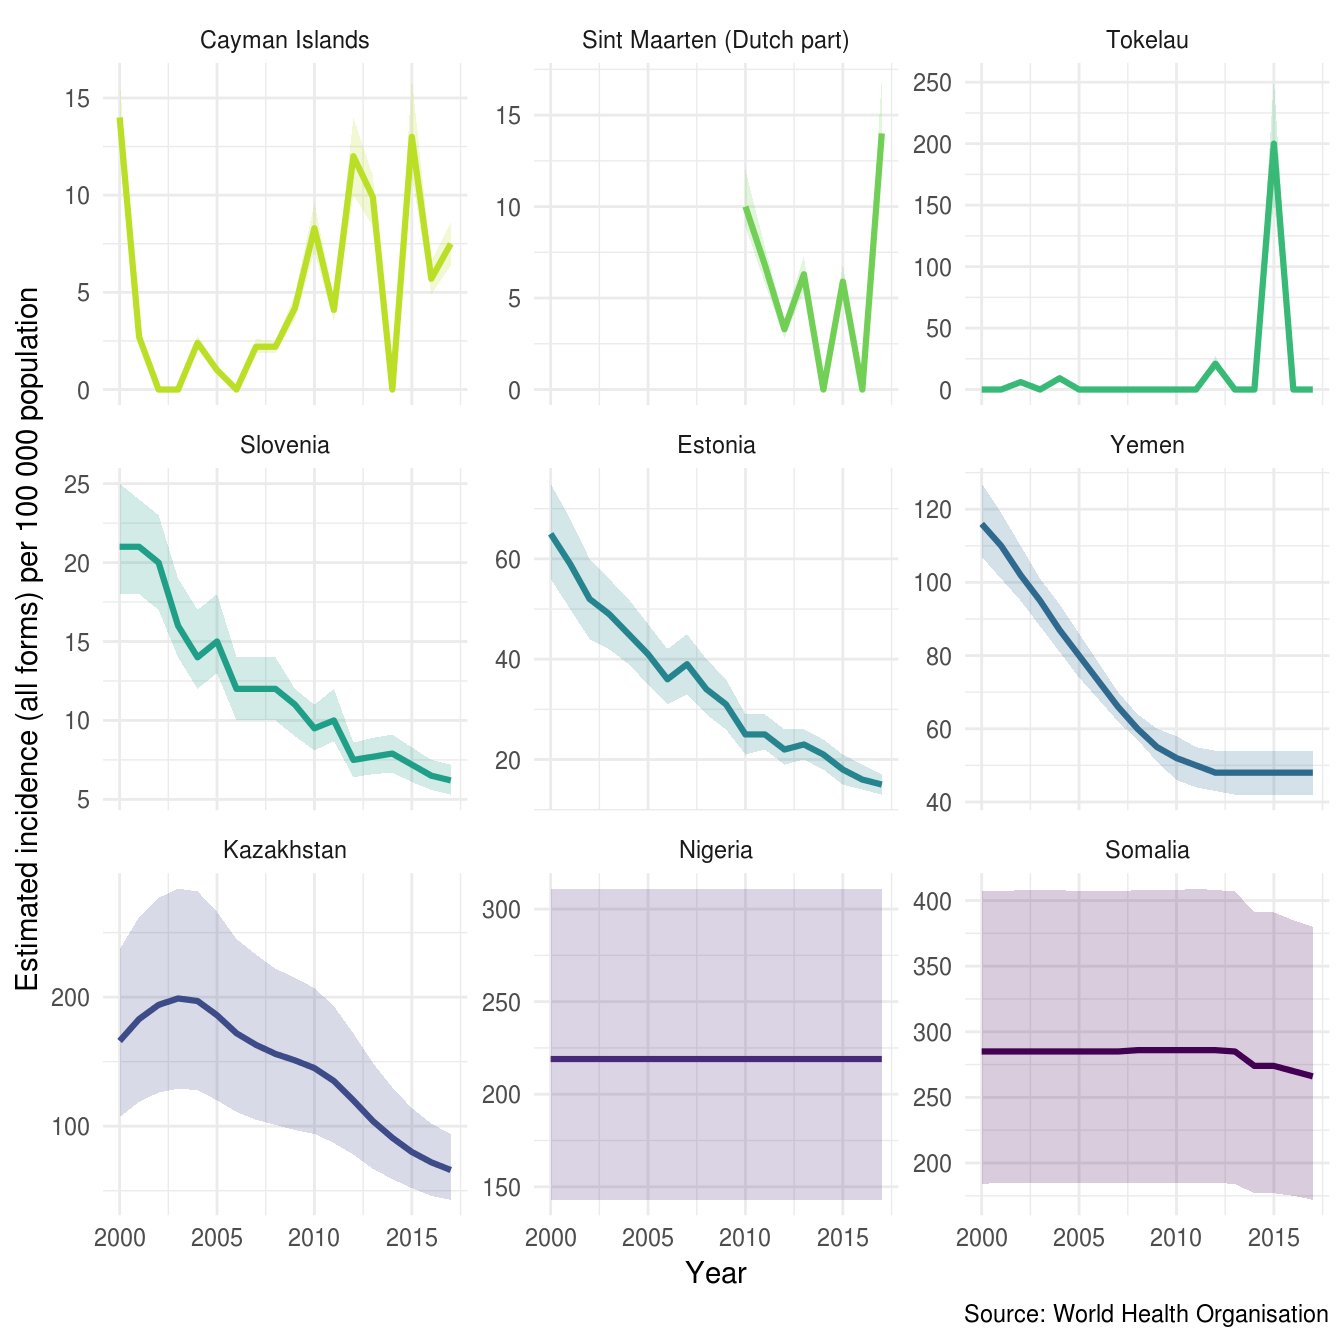 Cayman Islands
Sint Maarten (Dutch part)
Tokelau
15
10
5
0
15
10
5
0
250
200
150
100
50
0
Estimated incidence (all forms) per 100 000 population
Slovenia
Estonia
Yemen
25
20
15
10
5
60
40
20
120
100
80
60
40
Kazakhstan
Nigeria
Somalia
200
100
300
250
200
150
400
350
300
250
200
2000 2005 2010 2015
2000 2005 2010 2015
2000 2005 2010 2015
Year
Source: World Health Organisation